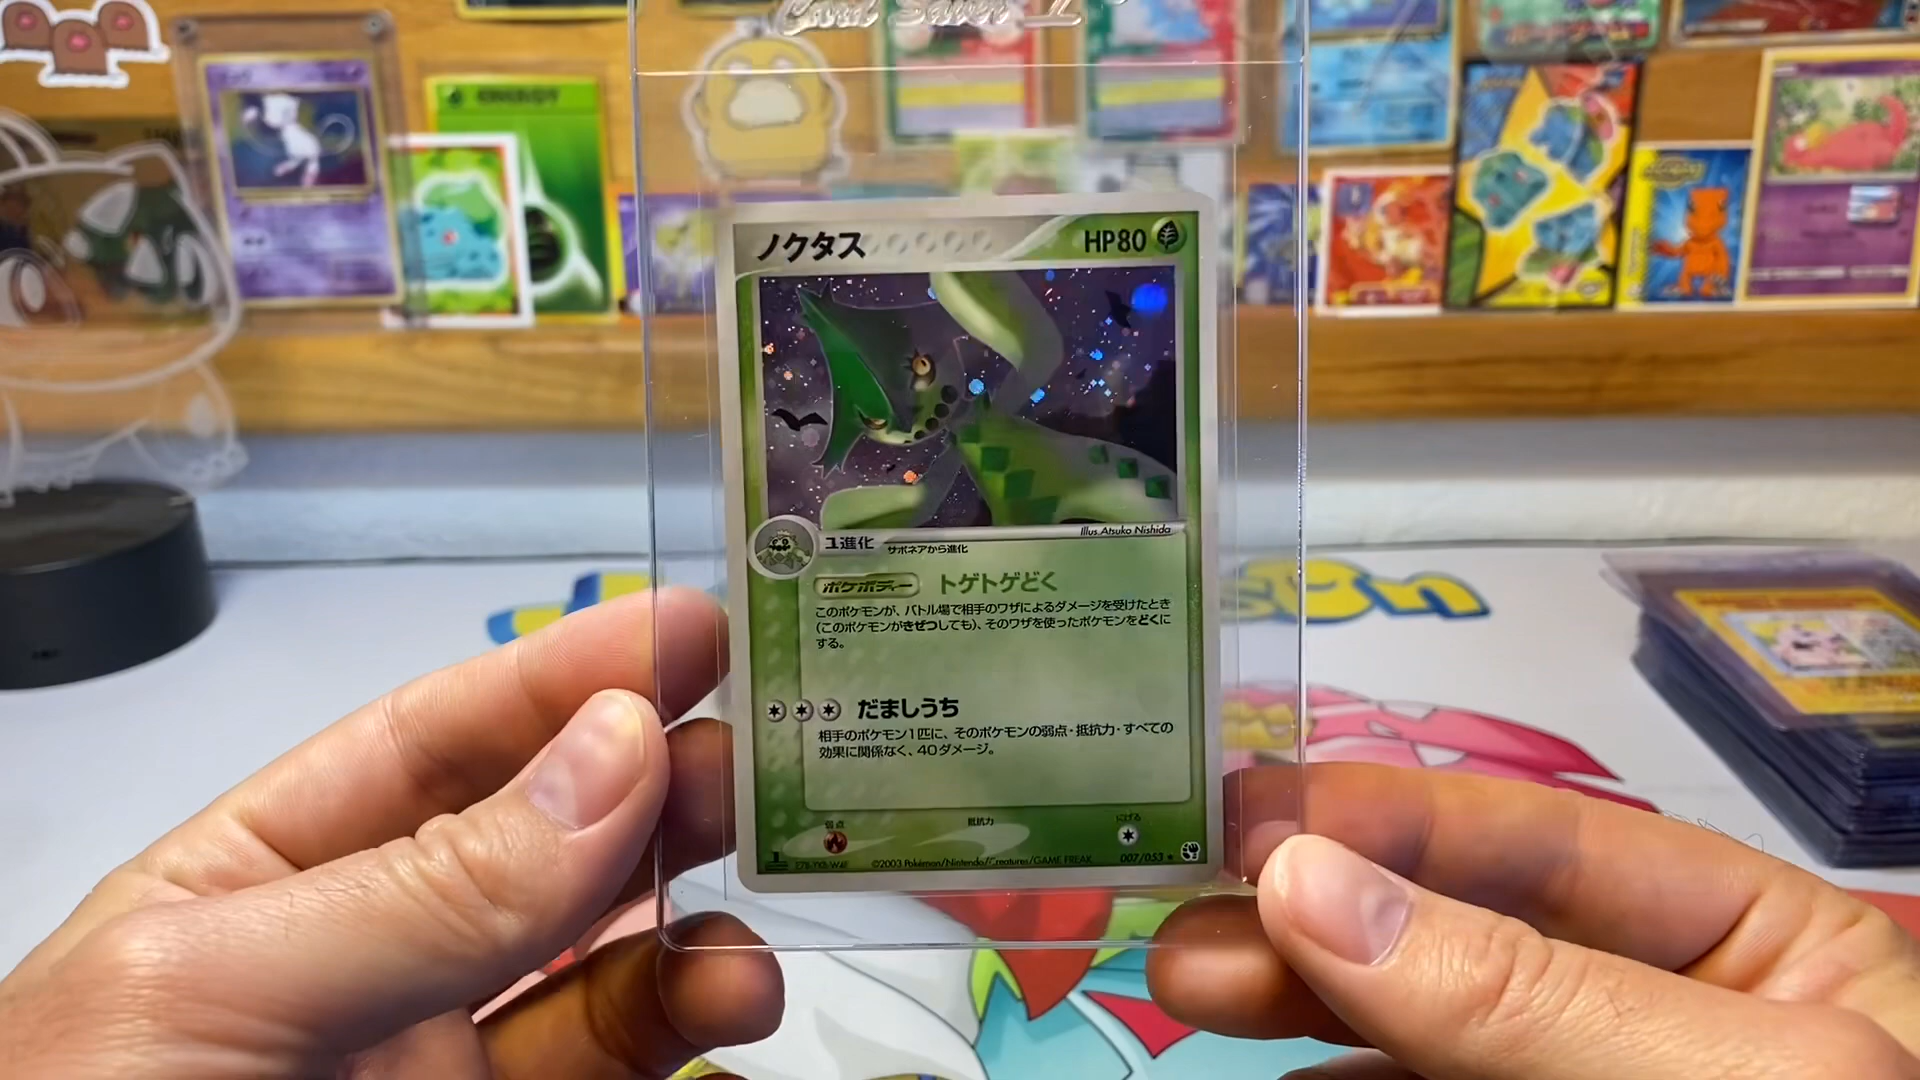 Card Saver 1
ENERGY
ノクタス
HP80
Illus. Atsuko Nishida
1進化
サボネアから進化
ポケボディー トゲトゲどく
このポケモンが、バトル場で相手のワザによるダメージを受けたとき
(このポケモンがきぜつしても)、そのワザを使ったポケモンをどくに
する。
だましうち
相手のポケモン1匹に、そのポケモンの弱点・抵抗力・すべての
効果に関係なく、40ダメージ。
弱点 抵抗力 にげる
©2003 Pokémon/Nintendo/Creatures/GAME FREAK.
007/053 ★